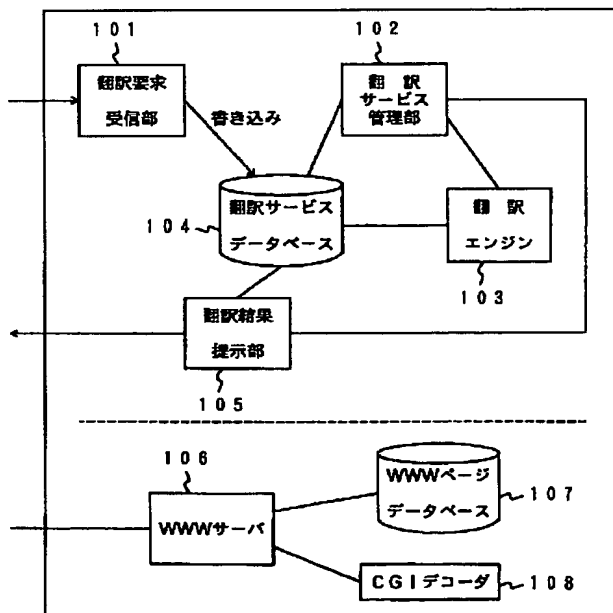 101
翻訳要求
受信部
書き込み
102
翻訳
サービス
管理部
翻訳サービス
データベース
104
翻訳
エンジン
103
翻訳結果
提示部
105
106
WWWサーバ
WWWページ
データベース
107
CGIデコーダ
108